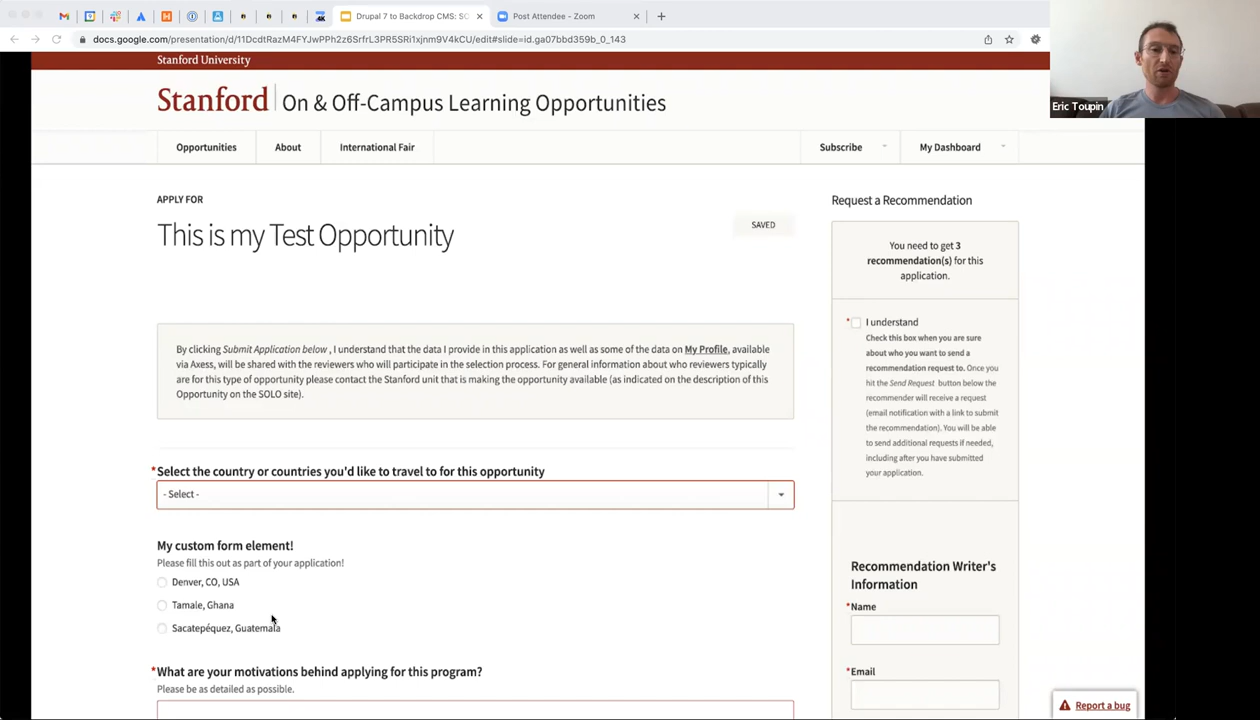 Drupal 7 to Backdrop CMS: SO
Post Attendee - Zoom
docs.google.com/presentation/d/11DcdtRazM4FYJwPPh2z6SrfrL3PR5SRi1xjnm9V4kCU/edit#slide=id.ga07bbd359b_0_143
Eric Toupin
Stanford University
Stanford On & Off-Campus Learning Opportunities
Opportunities About International Fair Subscribe My Dashboard
APPLY FOR
This is my Test Opportunity
SAVED
By clicking Submit Application below , I understand that the data I provide in this application as well as some of the data on My Profile, available
via Axess, will be shared with the reviewers who will participate in the selection process. For general information about who reviewers typically
are for this type of opportunity please contact the Stanford unit that is making the opportunity available (as indicated on the description of this
Opportunity on the SOLO site).
*Select the country or countries you'd like to travel to for this opportunity
- Select -
My custom form element!
Please fill this out as part of your application!
Denver, CO, USA
Tamale, Ghana
Sacatepéquez, Guatemala
*What are your motivations behind applying for this program?
Please be as detailed as possible.
Request a Recommendation
You need to get 3
recommendation(s) for this
application.
* I understand
Check this box when you are sure
about who you want to send a
recommendation request to. Once you
hit the Send Request button below the
recommender will receive a request
(email notification with a link to submit
the recommendation). You will be able
to send additional requests if needed,
including after you have submitted
your application.
Recommendation Writer's
Information
*Name
*Email
Report a bug